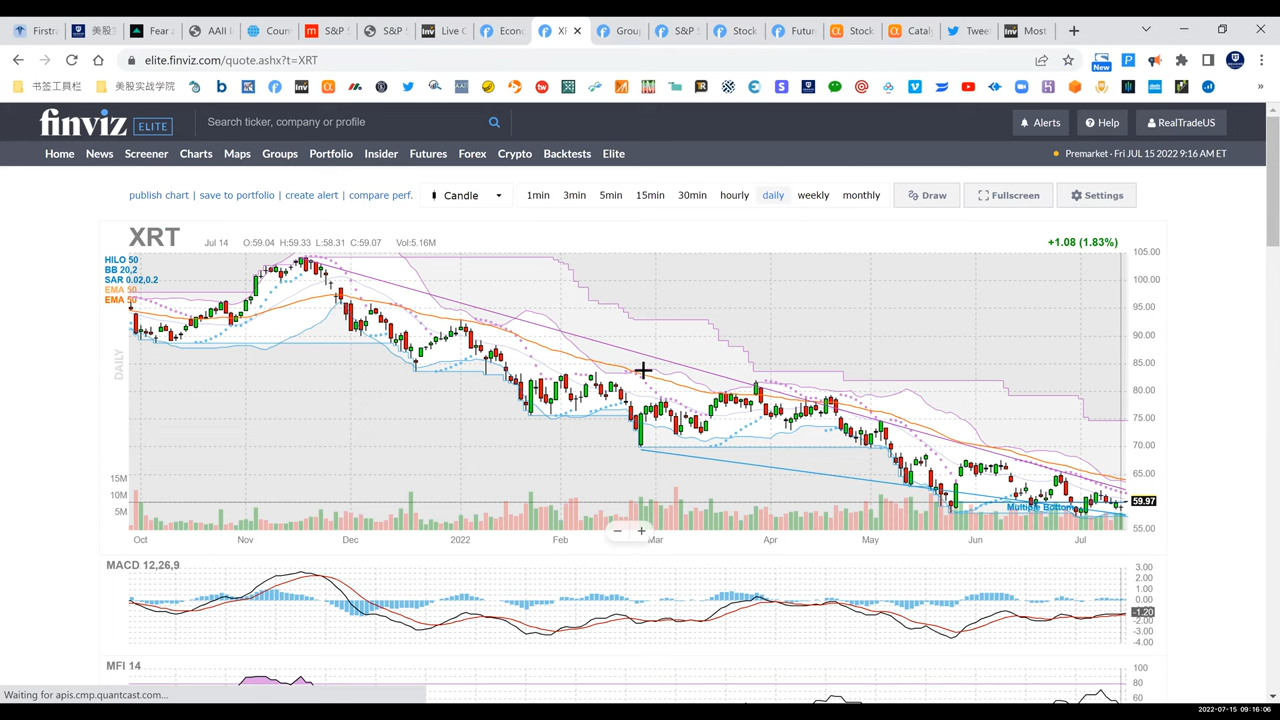 Firstr
美股
Fear a
AAII I
Coun
S&P 5
S&P 5
Live C
Econ
XI
Grou
S&P 5
Stock
Futur
Stock
Catal
Tweet
Most
elite.finviz.com/quote.ashx?t=XRT
New
书签工具栏
美股实战学院
finviz ELITE
Search ticker, company or profile
Alerts
Help
RealTradeUS
Home News Screener Charts Maps Groups Portfolio Insider Futures Forex Crypto Backtests Elite
Premarket · Fri JUL 15 2022 9:16 AM ET
publish chart | save to portfolio | create alert | compare perf.
Candle
1min 3min 5min 15min 30min hourly daily weekly monthly
Draw
Fullscreen
Settings
XRT Jul 14 O:59.04 H:59.33 L:58.31 C:59.07 Vol:5.16M
+1.08 (1.83%)
HILO 50
BB 20,2
SAR 0.02,0.2
EMA 50
EMA 50
DAILY
105.00
100.00
95.00
90.00
85.00
80.00
75.00
70.00
65.00
59.97
55.00
15M
10M
5M
Multiple Bottom
Oct Nov Dec 2022 Feb Mar Apr May Jun Jul
MACD 12,26,9
3.00
2.00
1.00
0.00
-1.20
-2.00
-3.00
-4.00
MFI 14
100
80
60
Waiting for apis.cmp.quantcast.com...
2022-07-15 09:16:06